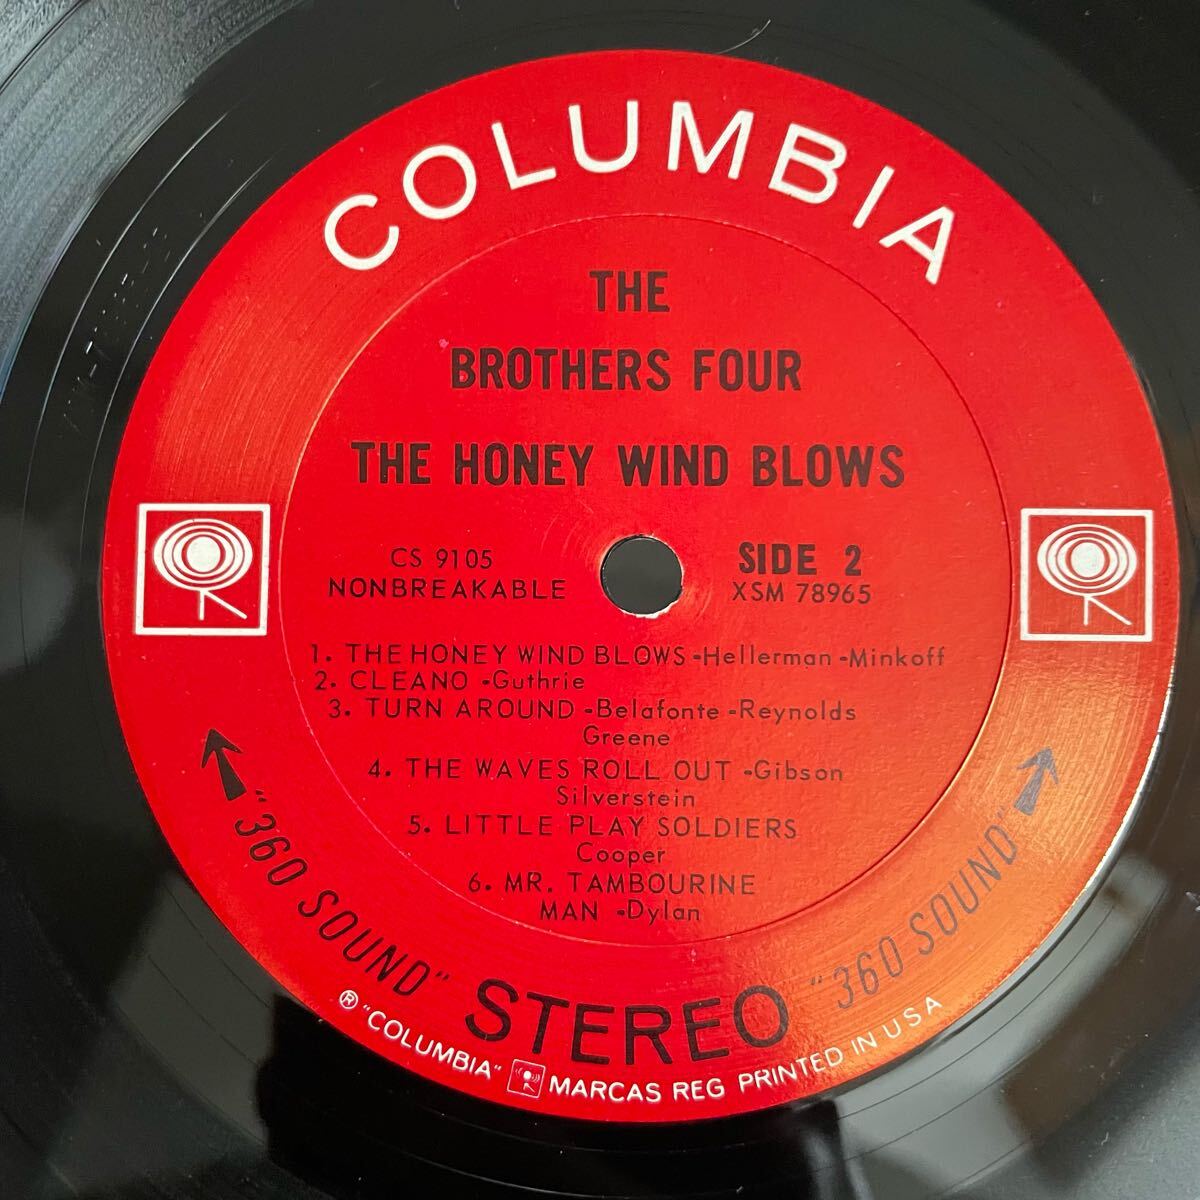 COLUMBIA
THE
BROTHERS FOUR
THE HONEY WIND BLOWS
CS 9105
NONBREAKABLE
SIDE 2
XSM 78965
1. THE HONEY WIND BLOWS -Hellerman -Minkoff
2. CLEANO -Guthrie
3. TURN AROUND -Belafonte -Reynolds
Greene
4. THE WAVES ROLL OUT -Gibson
Silverstein
5. LITTLE PLAY SOLDIERS
Cooper
6. MR. TAMBOURINE
MAN -Dylan
"360 SOUND" STEREO "360 SOUND"
® "COLUMBIA" MARCAS REG PRINTED IN U S A